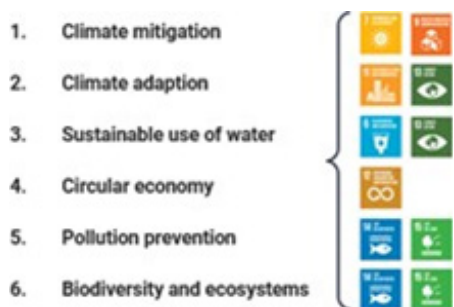 1. Climate mitigation
2. Climate adaption
3. Sustainable use of water
4. Circular economy
5. Pollution prevention
6. Biodiversity and ecosystems